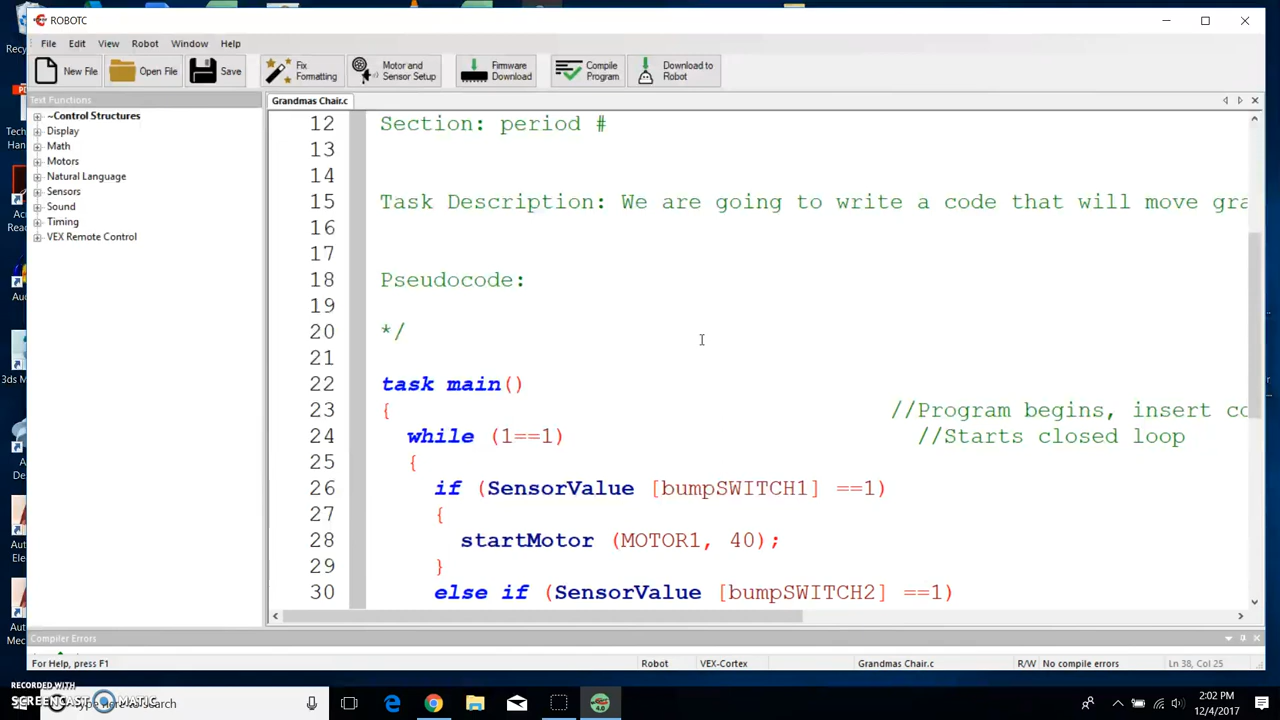 ROBOTC
File Edit View Robot Window Help
New File Open File Save Fix Formatting Motor and Sensor Setup Firmware Download Compile Program Download to Robot
Text Functions
~Control Structures
Display
Math
Motors
Natural Language
Sensors
Sound
Timing
VEX Remote Control
Grandmas Chair.c
12 Section: period #
13
14
15 Task Description: We are going to write a code that will move gra
16
17
18 Pseudocode:
19
20 */
21
22 task main()
23 { //Program begins, insert co
24 while (1==1) //Starts closed loop
25 {
26 if (SensorValue [bumpSWITCH1] ==1)
27 {
28 startMotor (MOTOR1, 40);
29 }
30 else if (SensorValue [bumpSWITCH2] ==1)
Compiler Errors
For Help, press F1 Robot VEX-Cortex Grandmas Chair.c R/W No compile errors Ln 38, Col 25
RECORDED WITH
SCREENCAST MATIC
ype here to search
2:02 PM
12/4/2017